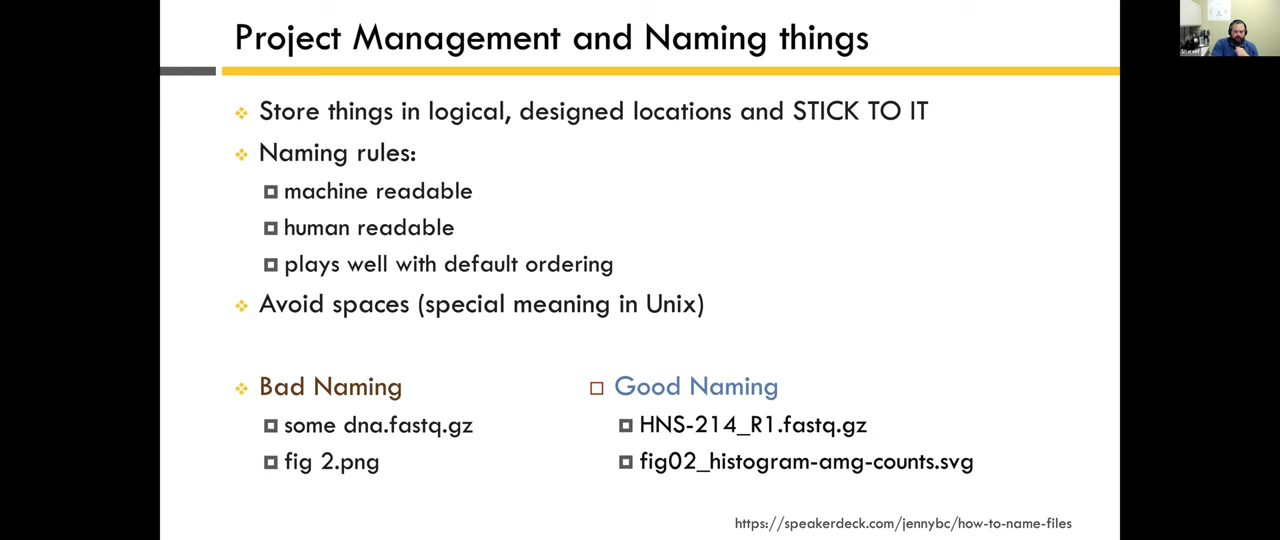 Project Management and Naming things
Store things in logical, designed locations and STICK TO IT
Naming rules:
machine readable
human readable
plays well with default ordering
Avoid spaces (special meaning in Unix)
Bad Naming
some dna.fastq.gz
fig 2.png
Good Naming
HNS-214_R1.fastq.gz
fig02_histogram-amg-counts.svg
https://speakerdeck.com/jennybc/how-to-name-files